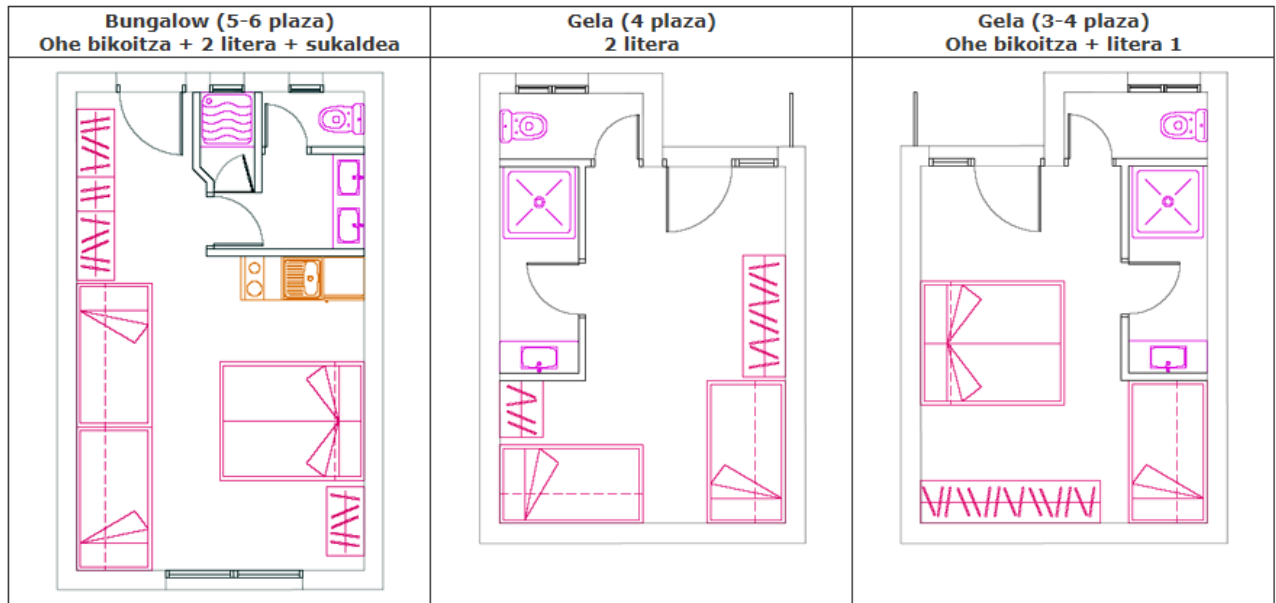 Bungalow (5-6 plaza)
Ohe bikoitza + 2 litera + sukaldea
Gela (4 plaza)
2 litera
Gela (3-4 plaza)
Ohe bikoitza + litera 1